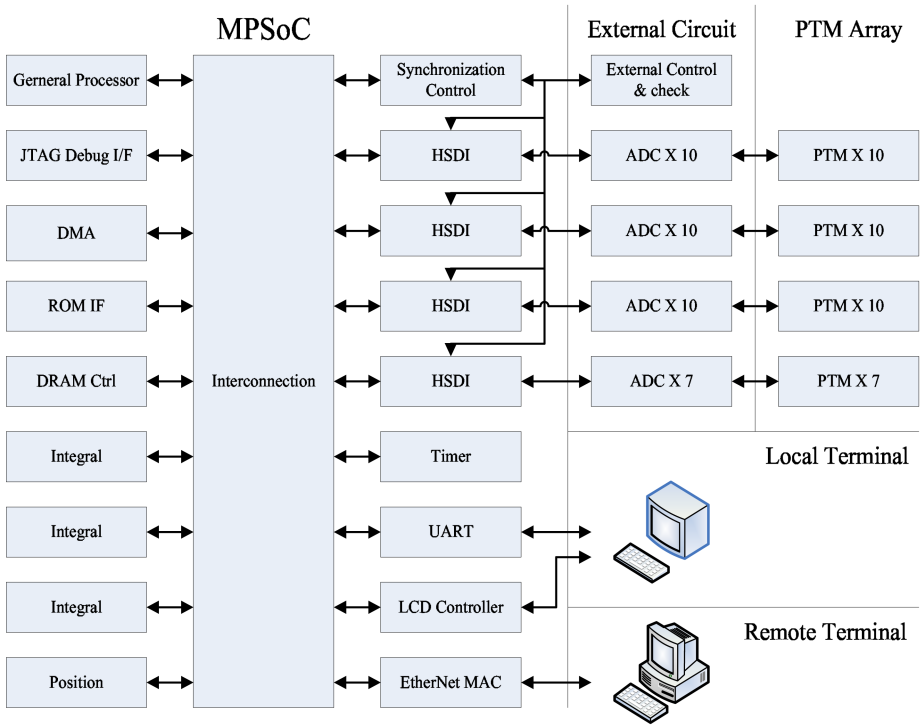 MPSoC
External Circuit
PTM Array
Gerneral Processor
Synchronization
Control
External Control
& check
JTAG Debug I/F
HSDI
ADC X 10
PTM X 10
DMA
HSDI
ADC X 10
PTM X 10
ROM IF
HSDI
ADC X 10
PTM X 10
DRAM Ctrl
Interconnection
HSDI
ADC X 7
PTM X 7
Integral
Timer
Local Terminal
Integral
UART
Integral
LCD Controller
Remote Terminal
Position
EtherNet MAC